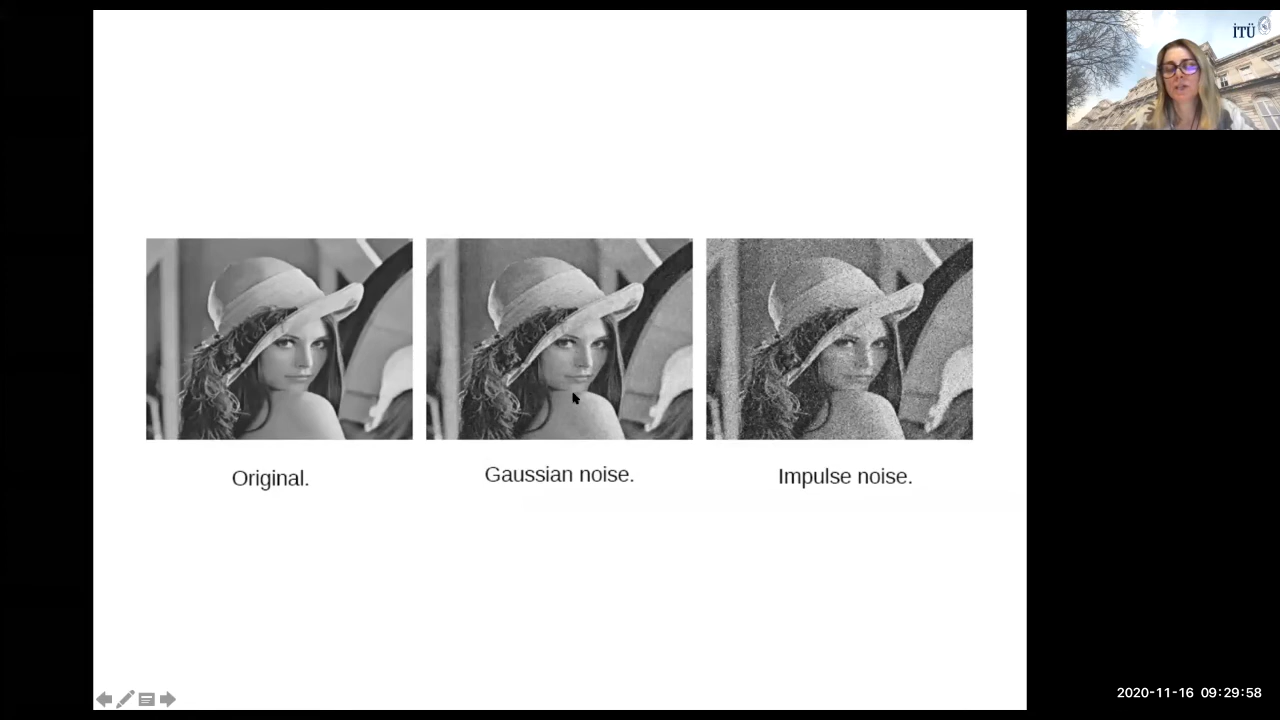 İTÜ
Original.
Gaussian noise.
Impulse noise.
2020-11-16 09:29:58